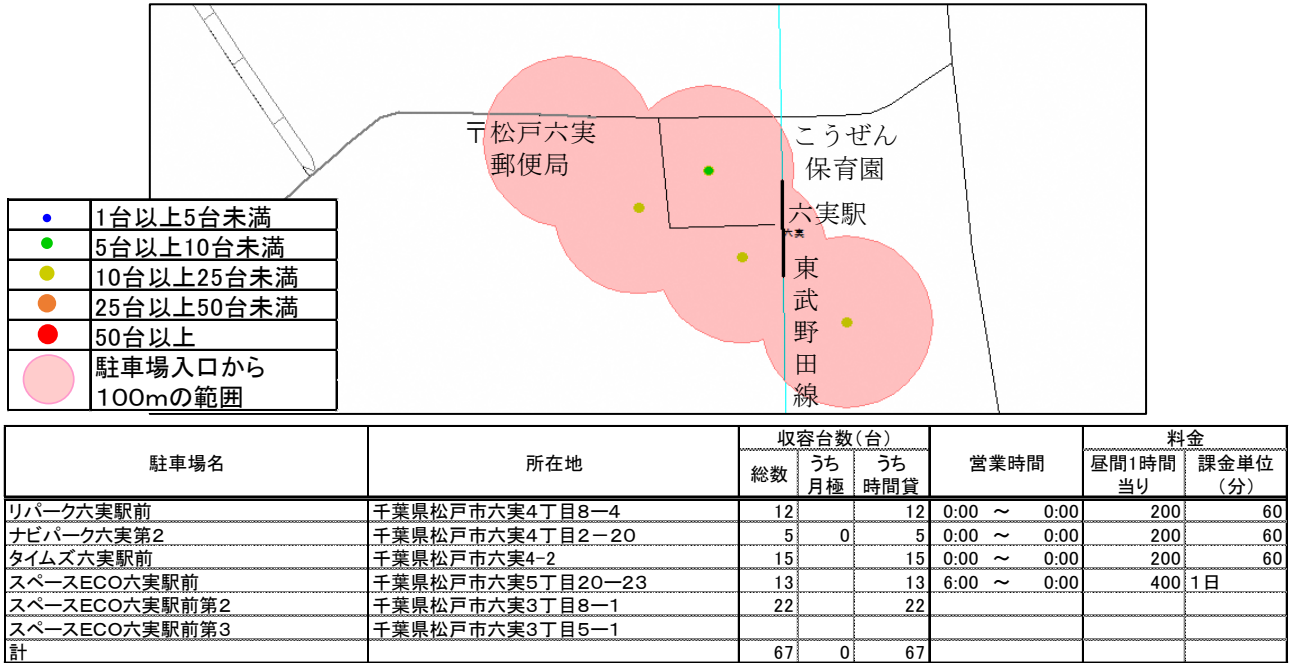 〒松戸六実
郵便局
こうぜん
保育園
六実駅
六実
東武野田線
1台以上5台未満
5台以上10台未満
10台以上25台未満
25台以上50台未満
50台以上
駐車場入口から
100mの範囲
駐車場名 所在地 収容台数(台) 営業時間 料金
総数 うち月極 うち時間貸 昼間1時間当り 課金単位(分)
リパーク六実駅前 千葉県松戸市六実4丁目8ー4 12 12 0:00 ~ 0:00 200 60
ナビパーク六実第2 千葉県松戸市六実4丁目2-20 5 0 5 0:00 ~ 0:00 200 60
タイムズ六実駅前 千葉県松戸市六実4-2 15 15 0:00 ~ 0:00 200 60
スペースECO六実駅前 千葉県松戸市六実5丁目20ー23 13 13 6:00 ~ 0:00 400 1日
スペースECO六実駅前第2 千葉県松戸市六実3丁目8ー1 22 22
スペースECO六実駅前第3 千葉県松戸市六実3丁目5ー1
計 67 0 67